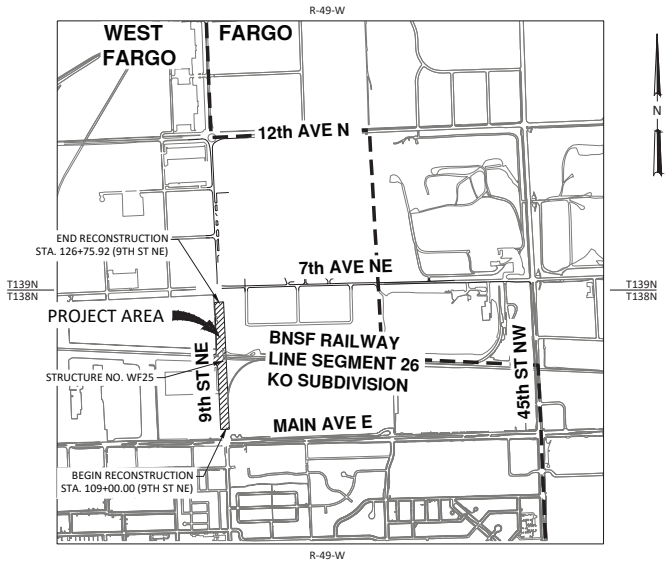 R-49-W
WEST FARGO
FARGO
12th AVE N
N
END RECONSTRUCTION
STA. 126+75.92 (9TH ST NE)
7th AVE NE
T139N
T138N
T139N
T138N
PROJECT AREA
BNSF RAILWAY
LINE SEGMENT 26
KO SUBDIVISION
STRUCTURE NO. WF25
9th ST NE
45th ST NW
MAIN AVE E
BEGIN RECONSTRUCTION
STA. 109+00.00 (9TH ST NE)
R-49-W